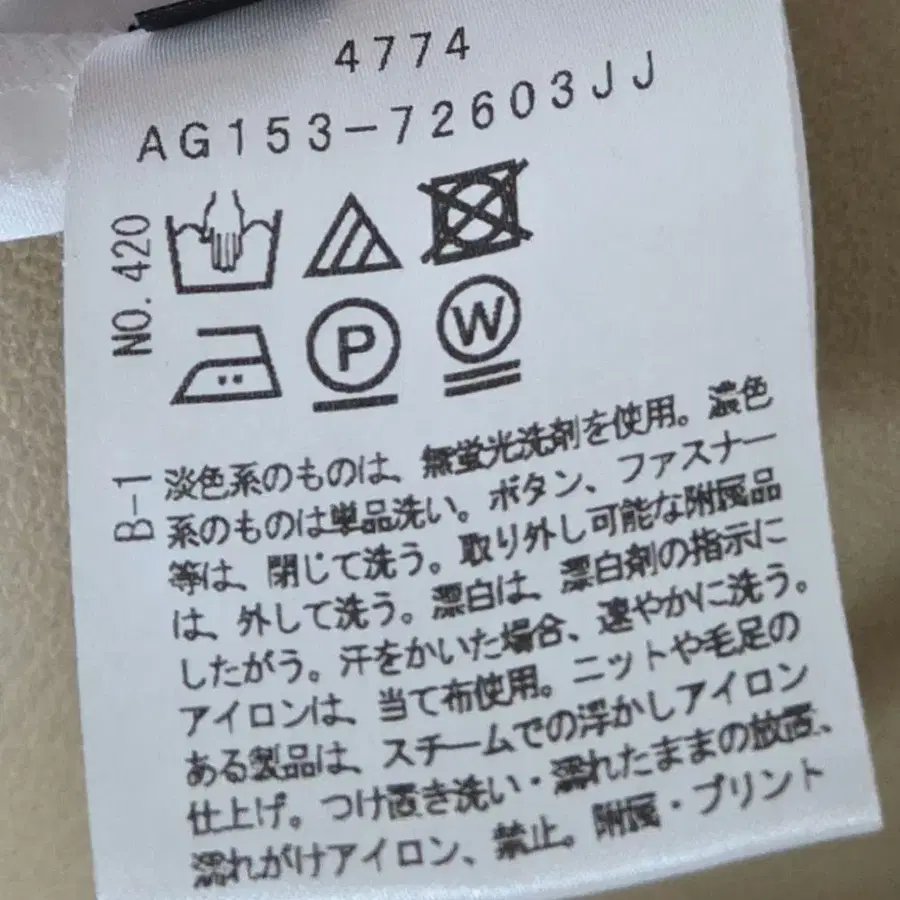 4774
AG153-72603JJ
NO. 420
P
W
B-1
淡色系のものは、無蛍光洗剤を使用。濃色
系のものは単品洗い。ボタン、ファスナー
等は、閉じて洗う。取り外し可能な附属品
は、外して洗う。漂白は、漂白剤の指示に
したがう。汗をかいた場合、速やかに洗う。
アイロンは、当て布使用。ニットや毛足の
ある製品は、スチームでの浮かしアイロン
仕上げ。つけ置き洗い・濡れたままの放置、
濡れがけアイロン、禁止。附属・プリント